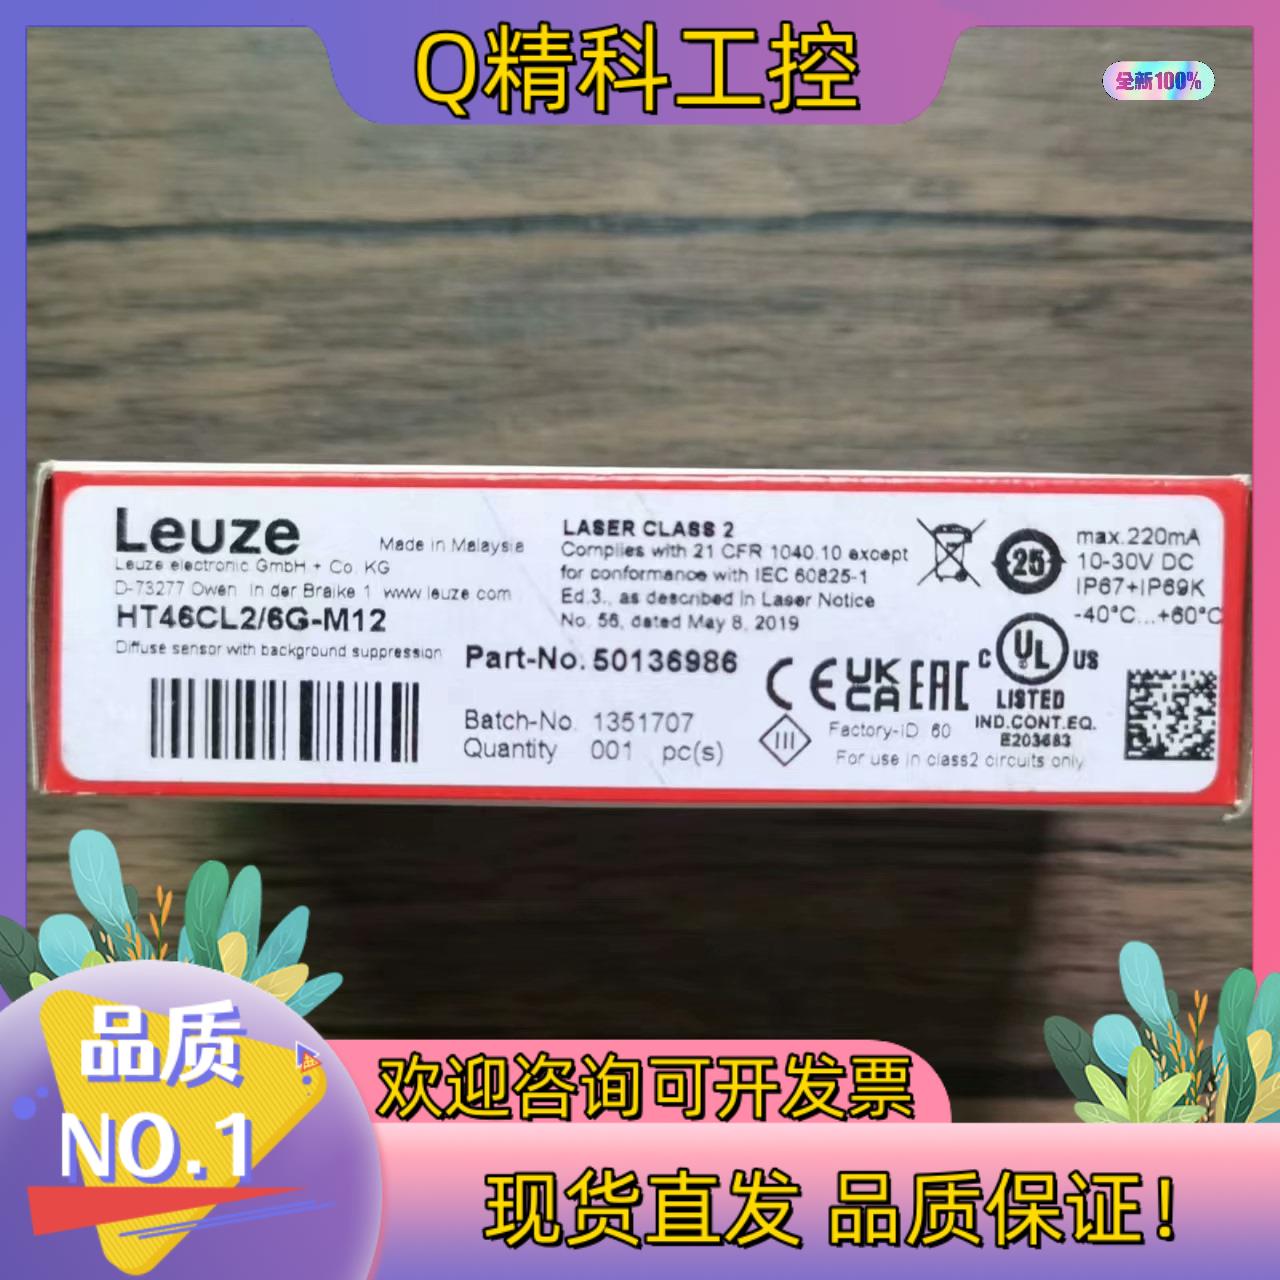 Q精科工控
全新100%
Leuze
Made in Malaysia
Leuze electronic GmbH + Co. KG
D-73277 Owen In der Braike 1 www.leuze.com
HT46CL2/6G-M12
Diffuse sensor with background suppression
LASER CLASS 2
Complies with 21 CFR 1040.10 except
for conformance with IEC 60825-1
Ed.3., as described in Laser Notice
No. 56, dated May 8, 2019
Part-No. 50136986
Batch-No. 1351707
Quantity 001 pc(s)
25
max.220mA
10-30V DC
IP67+IP69K
-40°C...+60°C
CE UK CA EAC
C UL US
LISTED
IND.CONT.EQ.
E203683
III
Factory-ID 60
For use in class2 circuits only
品质
NO.1
欢迎咨询可开发票
现货直发 品质保证!